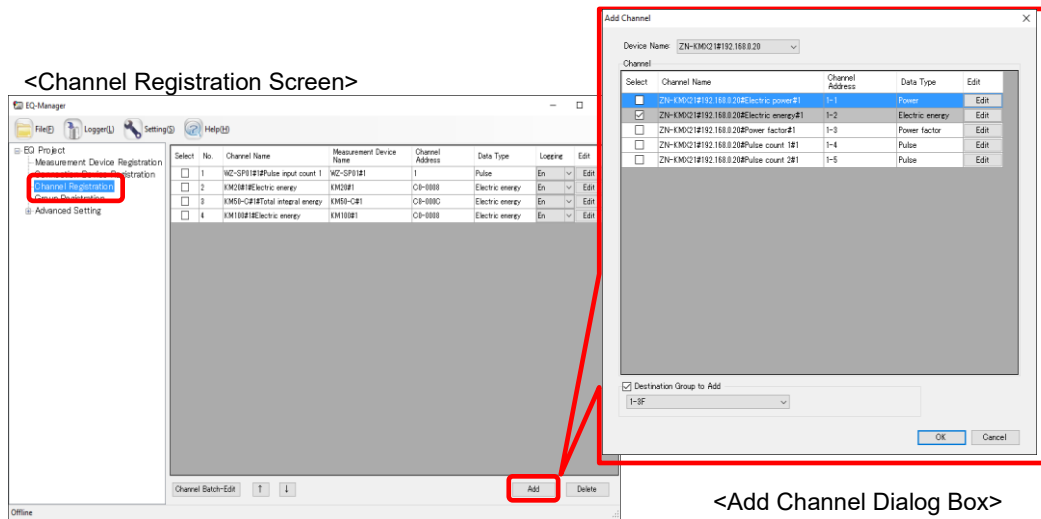 <Channel Registration Screen>
EQ-Manager
File(F) Logger(L) Setting(S) Help(H)
EQ Project
Measurement Device Registration
Connection Device Registration
Channel Registration
Group Registration
Advanced Setting
Select No. Channel Name Measurement Device Name Channel Address Data Type Logging Edit
1 WZ-SP01#1#Pulse input count 1 WZ-SP01#1 1 Pulse En Edit
2 KM20#1#Electric energy KM20#1 C0-0008 Electric energy En Edit
3 KM50-C#1#Total integral energy KM50-C#1 C8-000C Electric energy En Edit
4 KM100#1#Electric energy KM100#1 C0-0008 Electric energy En Edit
Channel Batch-Edit ↑ ↓ Add Delete
Offline
Add Channel
Device Name: ZN-KMX21#192.168.0.20
Channel
Select Channel Name Channel Address Data Type Edit
ZN-KMX21#192.168.0.20#Electric power#1 1-1 Power Edit
ZN-KMX21#192.168.0.20#Electric energy#1 1-2 Electric energy Edit
ZN-KMX21#192.168.0.20#Power factor#1 1-3 Power factor Edit
ZN-KMX21#192.168.0.20#Pulse count 1#1 1-4 Pulse Edit
ZN-KMX21#192.168.0.20#Pulse count 2#1 1-5 Pulse Edit
Destination Group to Add
1-3F
OK Cancel
<Add Channel Dialog Box>